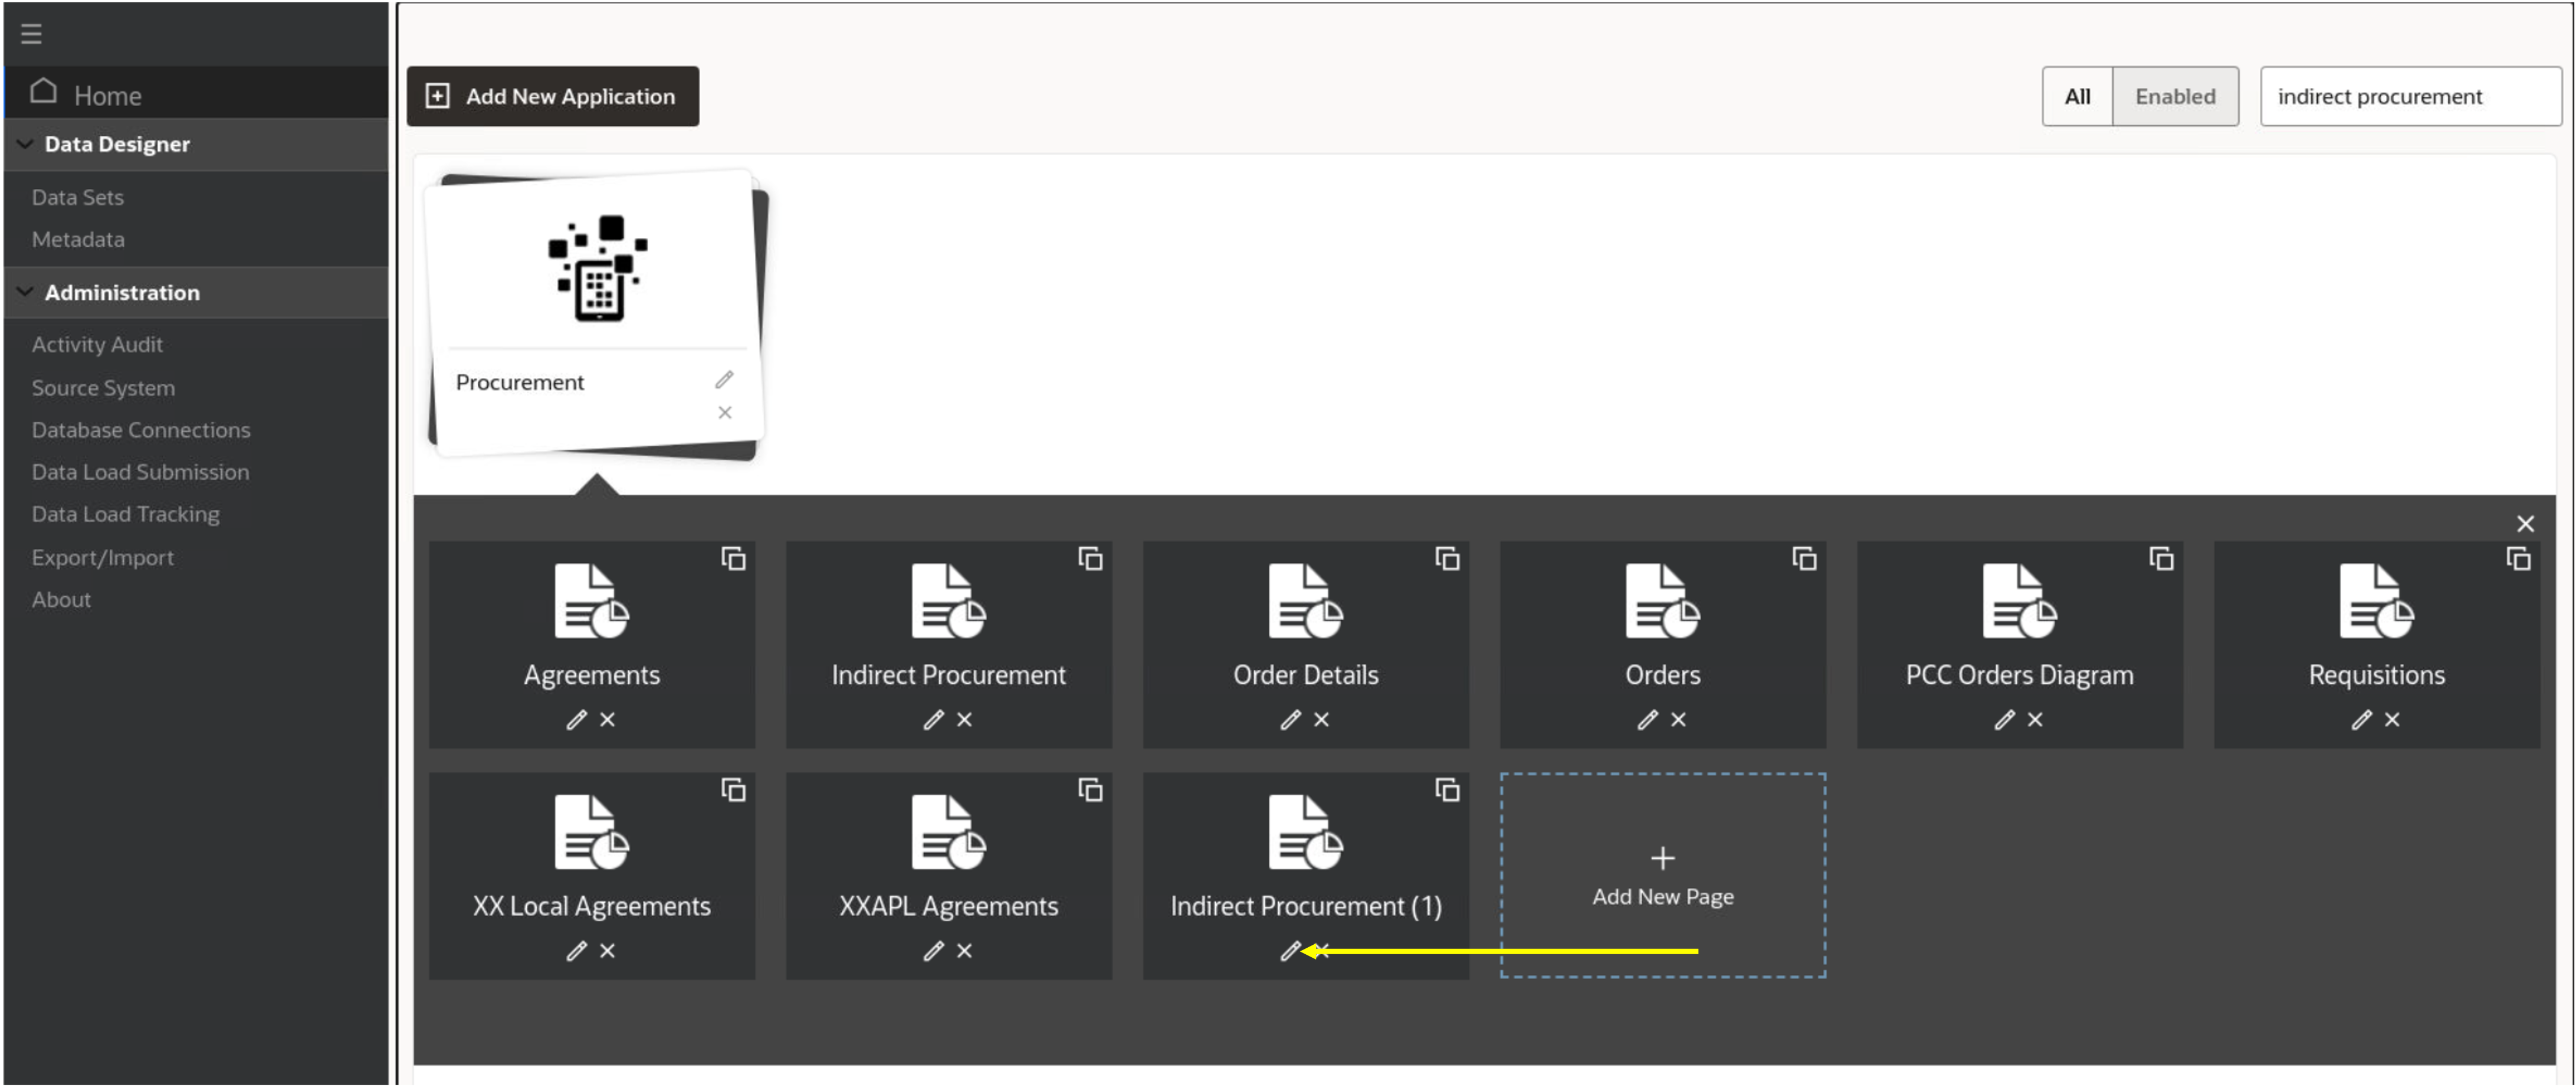 Home
Data Designer
Data Sets
Metadata
Administration
Activity Audit
Source System
Database Connections
Data Load Submission
Data Load Tracking
Export/Import
About
Add New Application
All
Enabled
indirect procurement
Procurement
Agreements
Indirect Procurement
Order Details
Orders
PCC Orders Diagram
Requisitions
XX Local Agreements
XXAPL Agreements
Indirect Procurement (1)
Add New Page